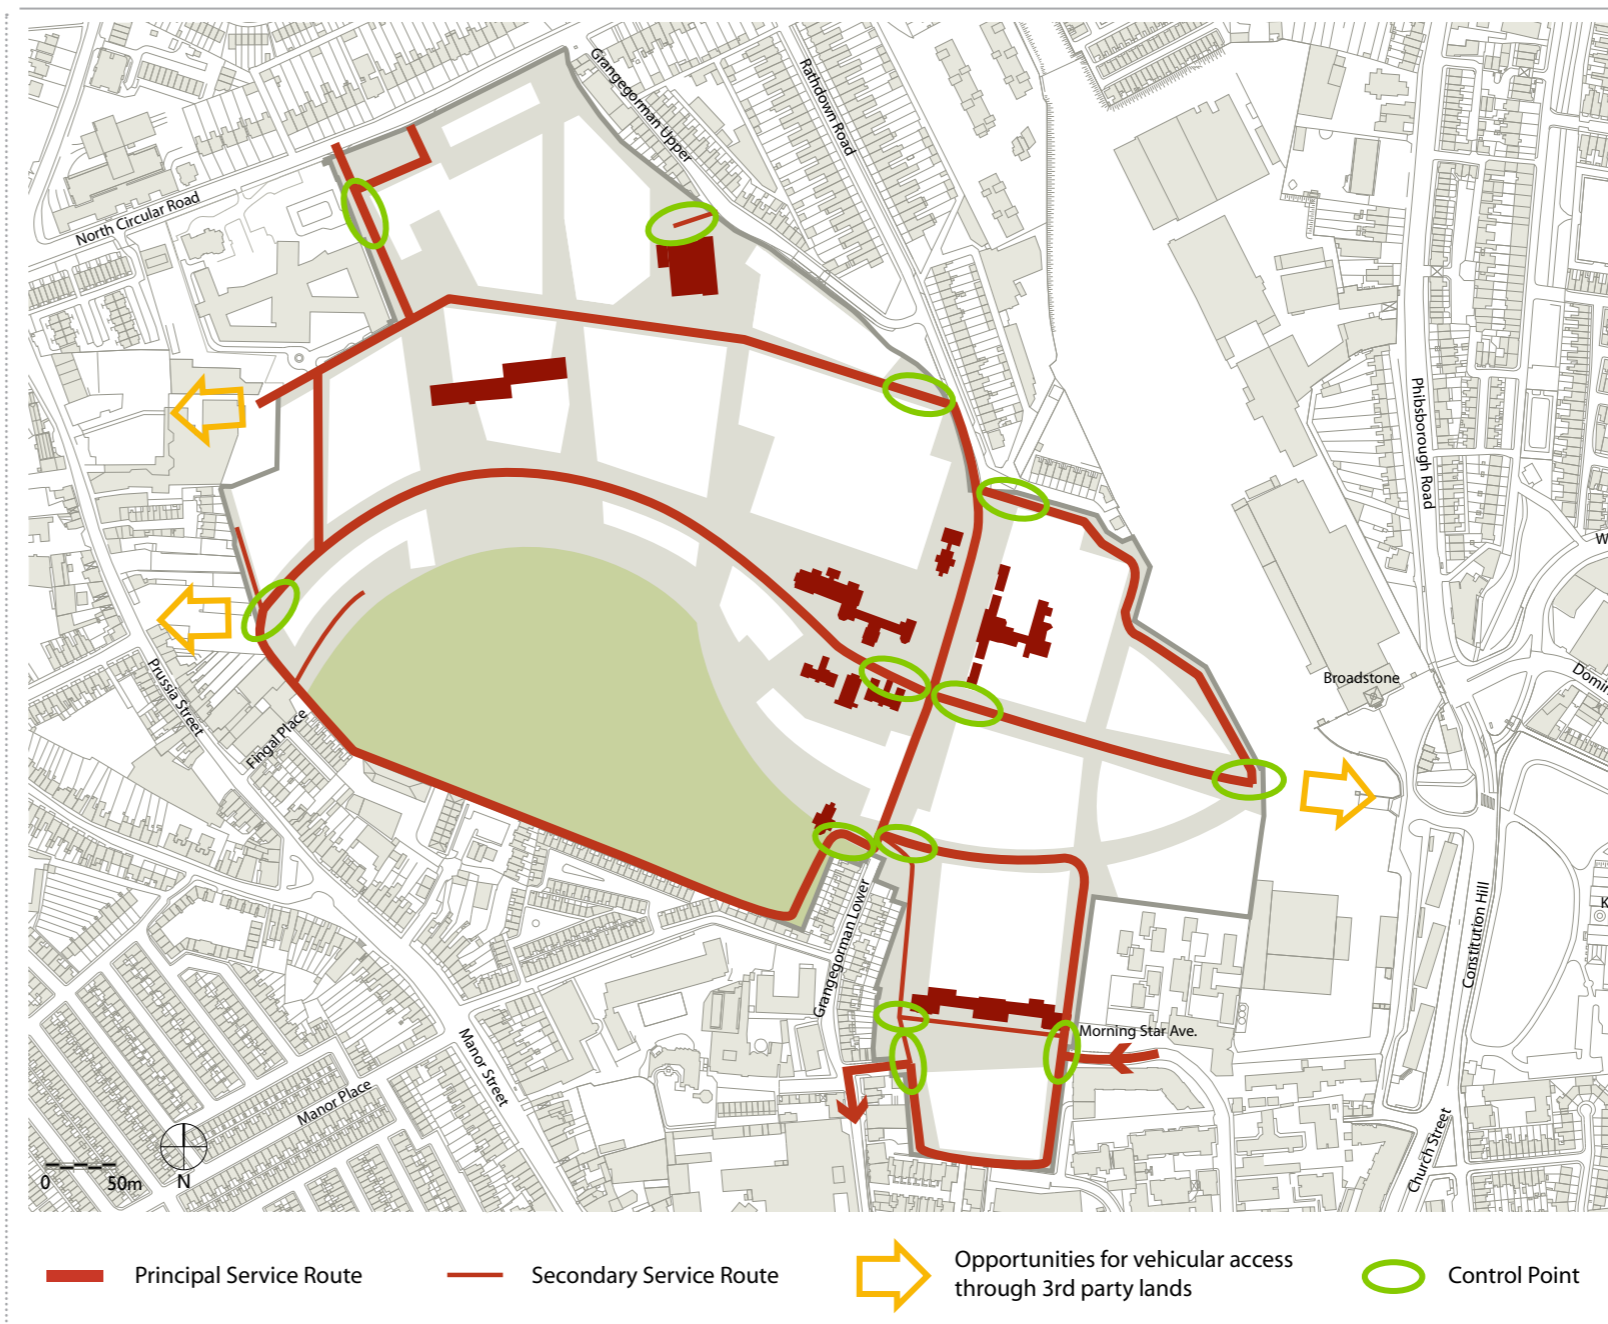 Grangegorman Upper
Rathdown Road
North Circular Road
Phibsborough Road
W
Broadstone
Prussia Street
Fingal Place
Grangegorman Lower
Constitution Hill
K
Morning Star Ave.
Manor Street
Manor Place
Church Street
0 50m
N
Principal Service Route
Secondary Service Route
Opportunities for vehicular access
through 3rd party lands
Control Point